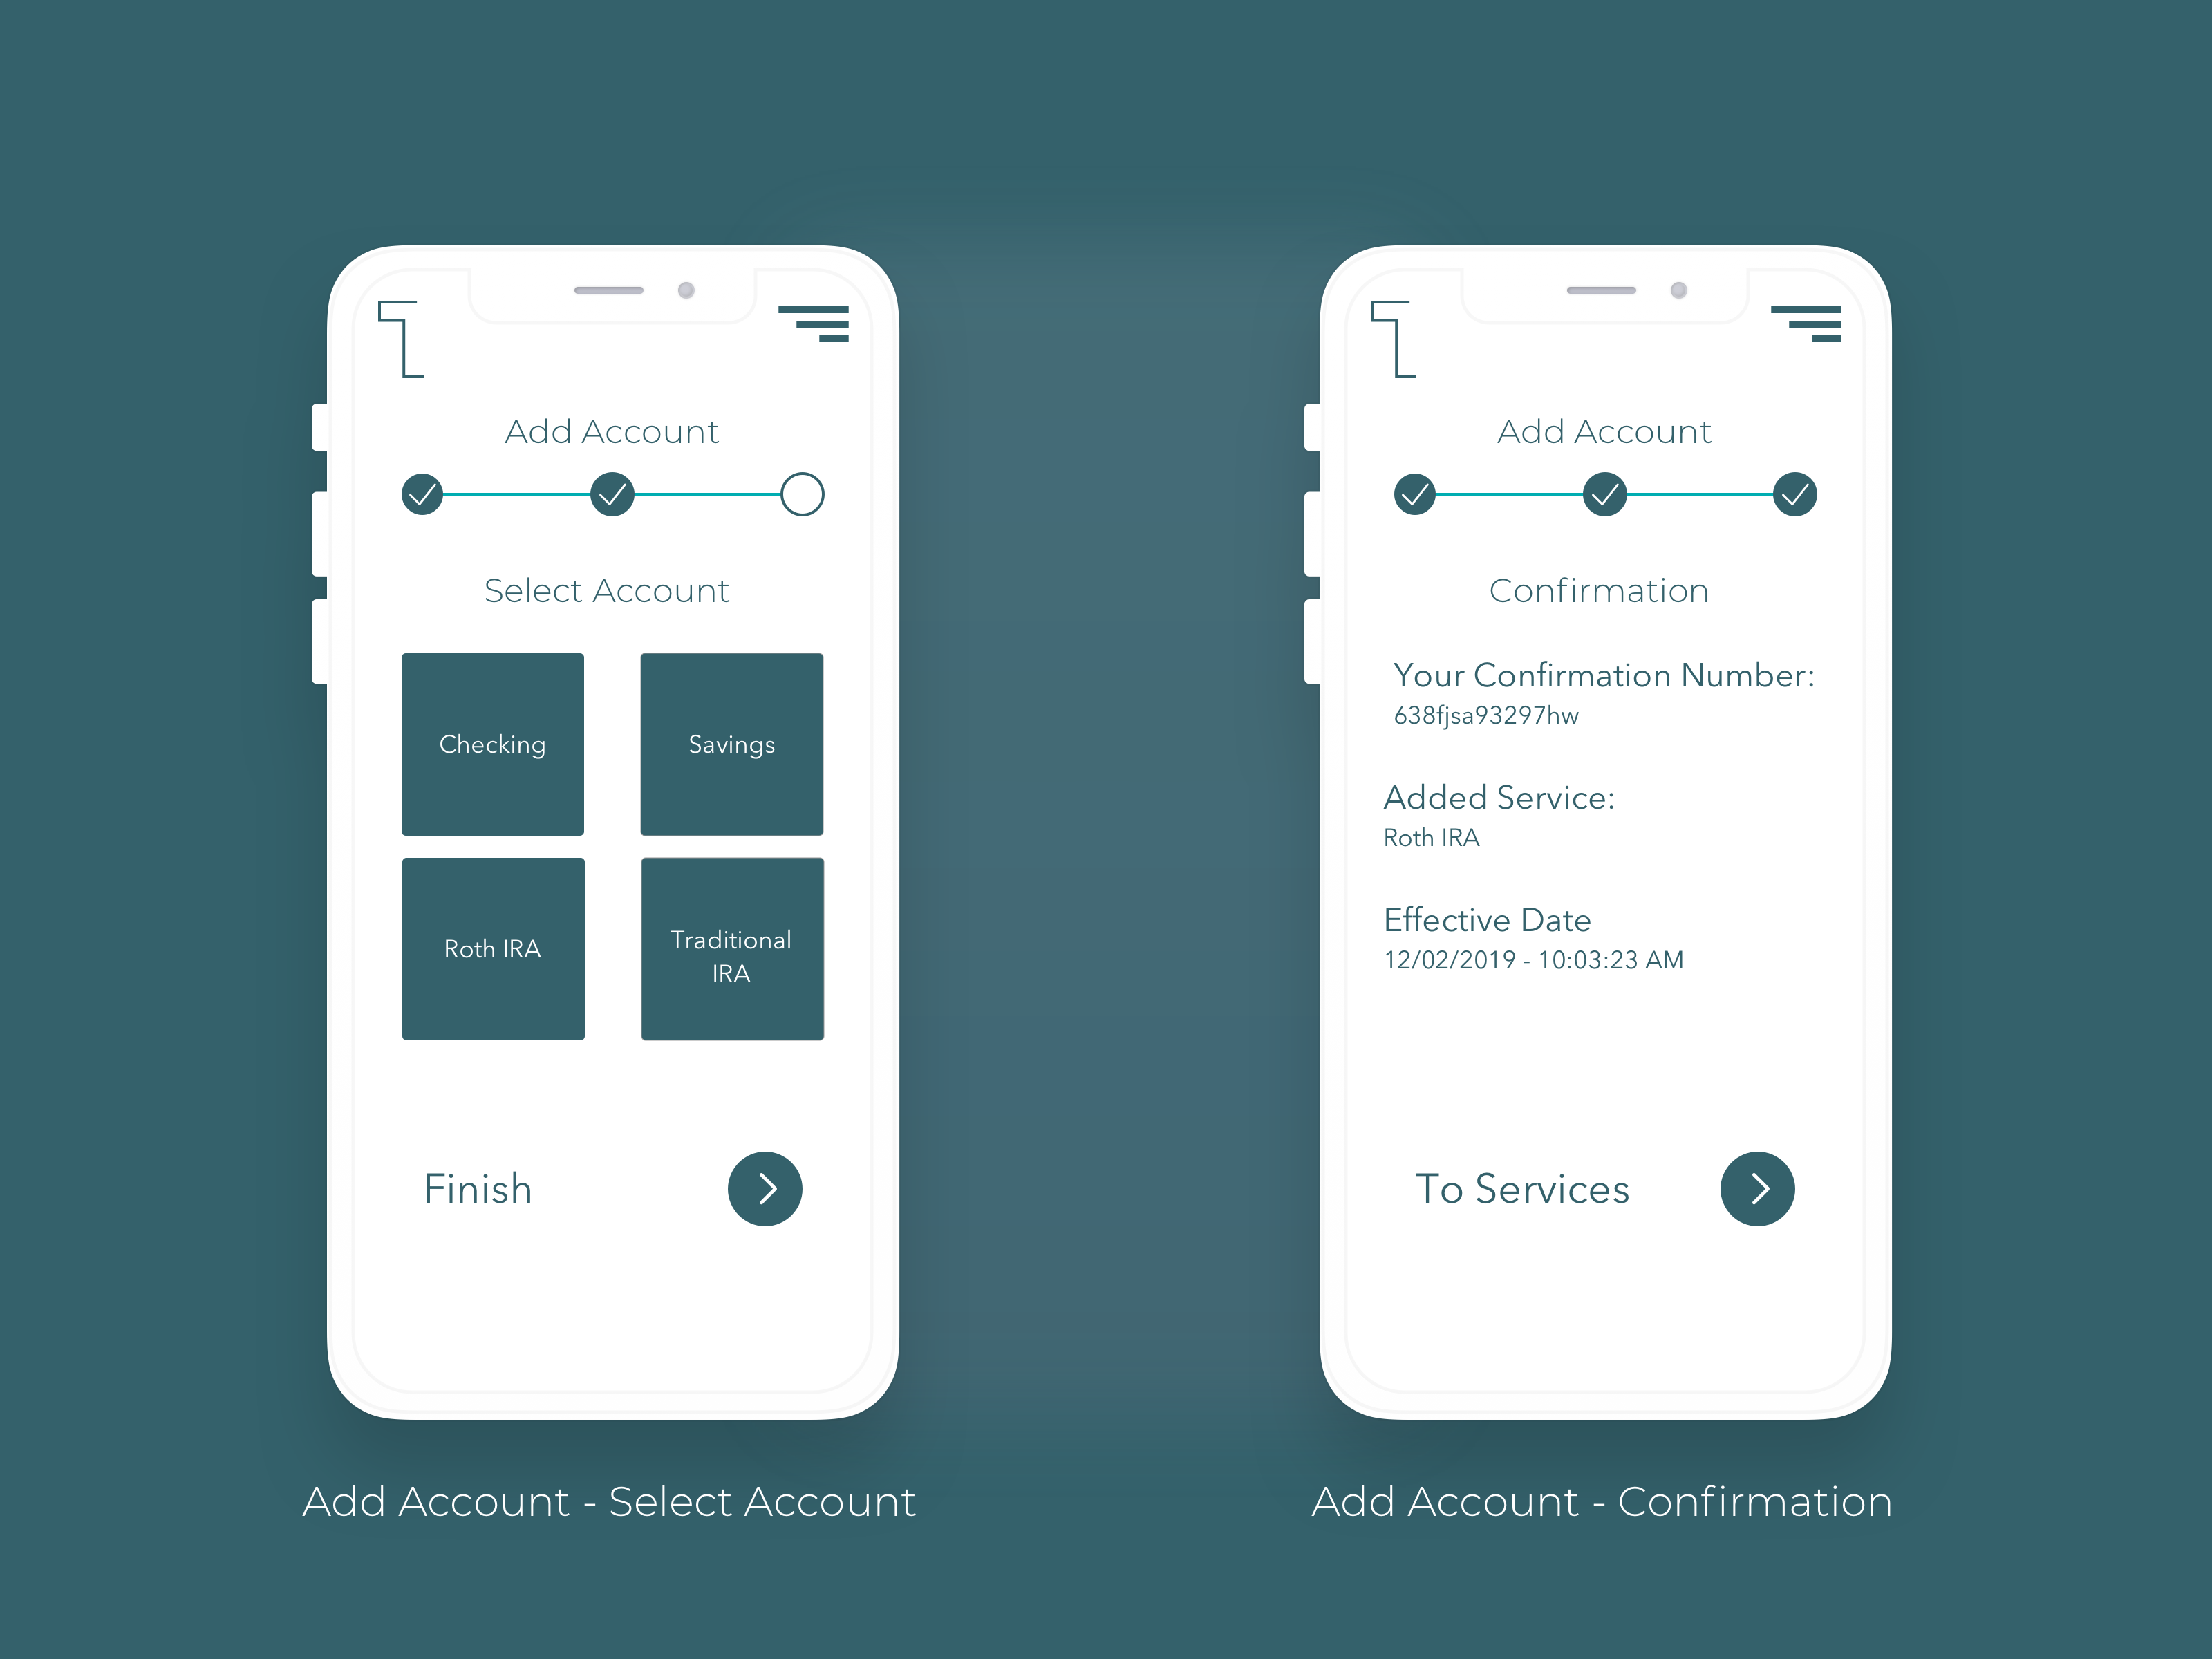 Add Account
Select Account
Checking
Savings
Roth IRA
Traditional
IRA
Finish
Add Account - Select Account
Add Account
Confirmation
Your Confirmation Number:
638fjsa93297hw
Added Service:
Roth IRA
Effective Date
12/02/2019 - 10:03:23 AM
To Services
Add Account - Confirmation